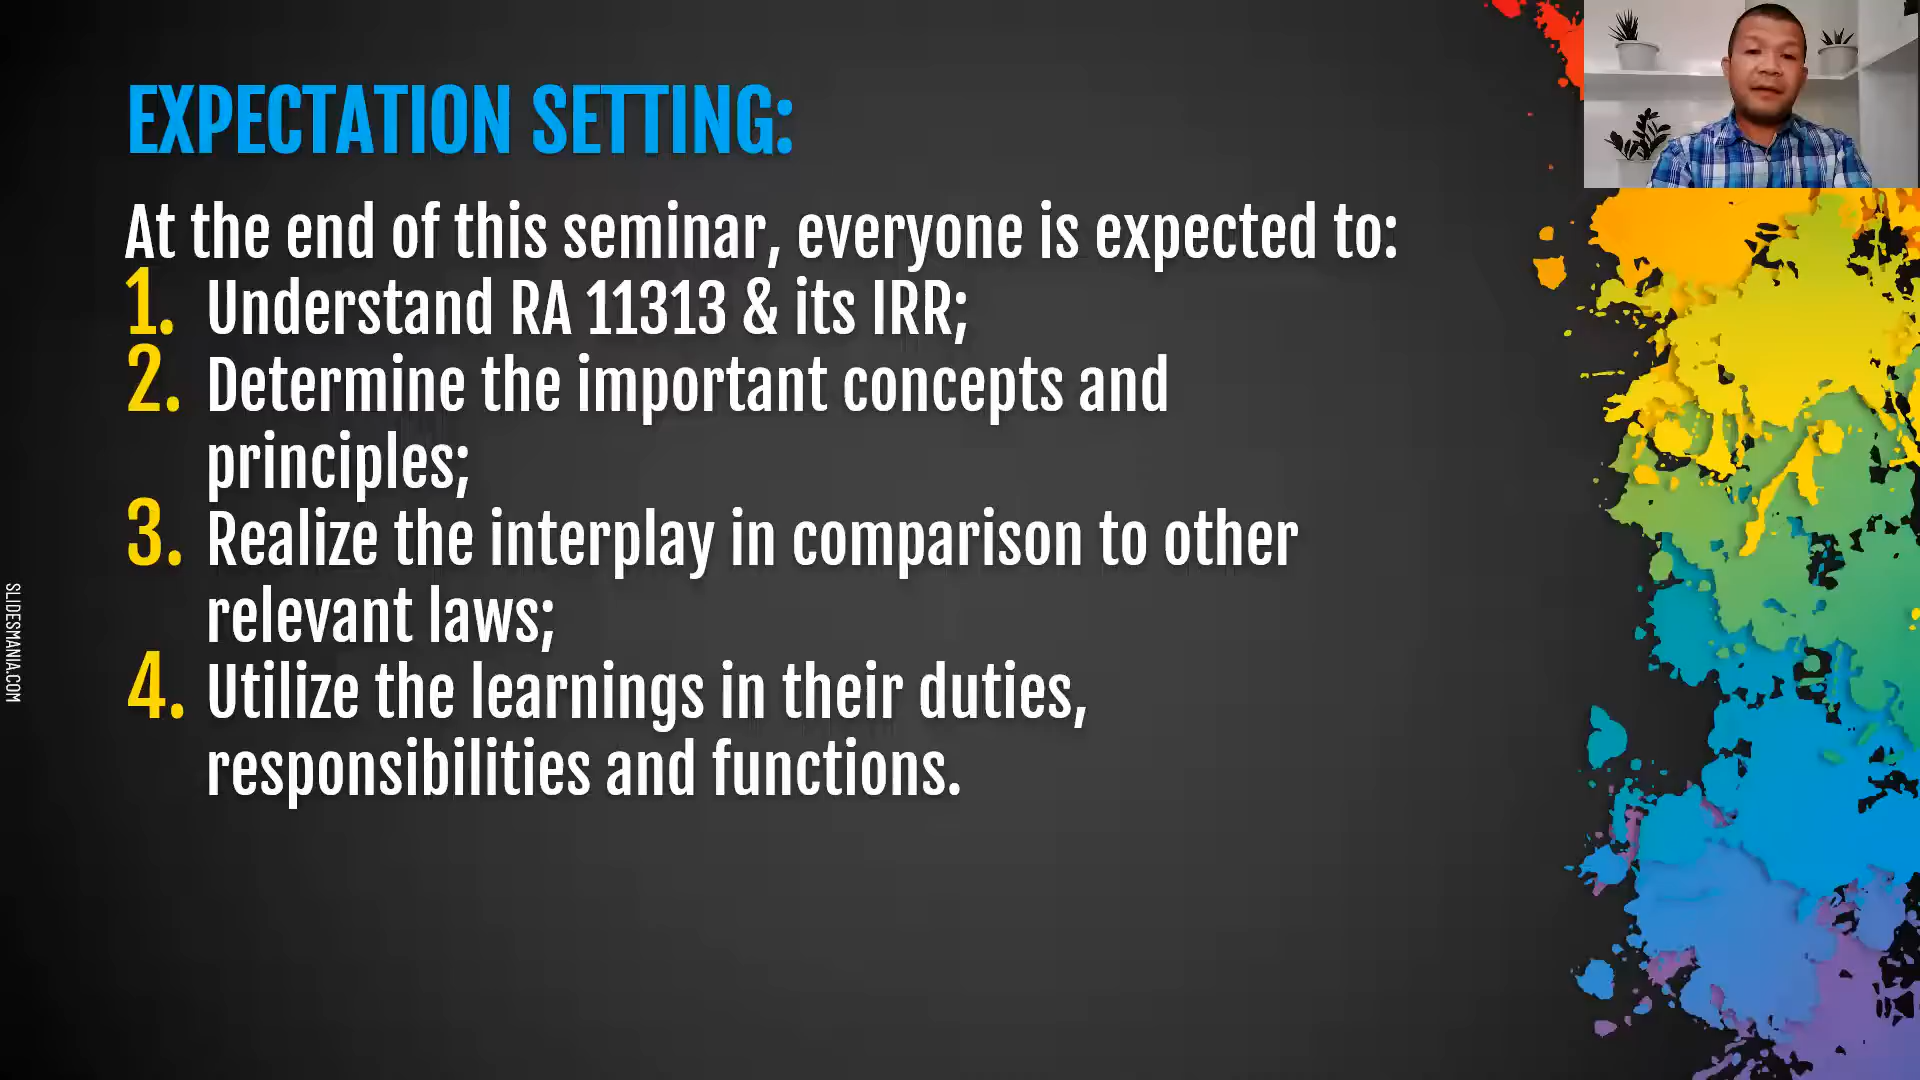 EXPECTATION SETTING:
At the end of this seminar, everyone is expected to:
1. Understand RA 11313 & its IRR;
2. Determine the important concepts and
principles;
3. Realize the interplay in comparison to other
relevant laws;
4. Utilize the learnings in their duties,
responsibilities and functions.
SLIDESMANIA.COM